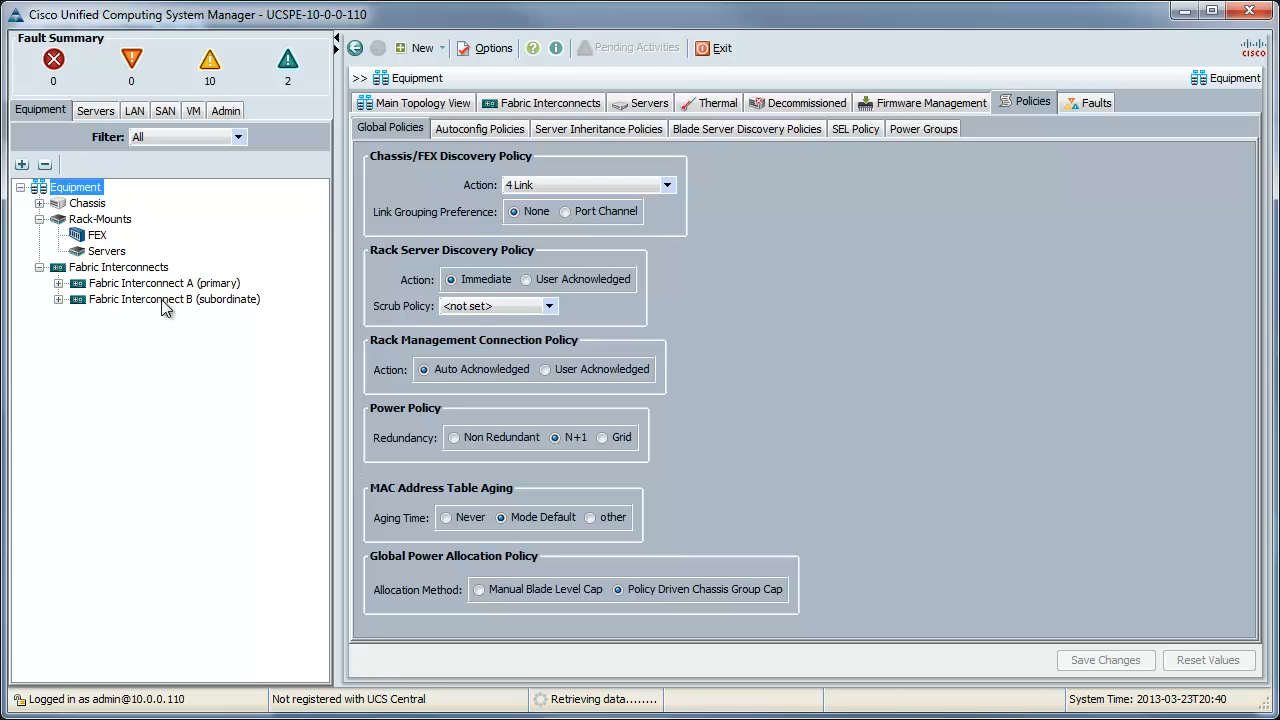 Cisco Unified Computing System Manager - UCSPE-10-0-0-110
Fault Summary
0 0 10 2
New Options ? i Pending Activities Exit
cisco
>> Equipment Equipment
Equipment Servers LAN SAN VM Admin
Filter: All
Equipment
Chassis
Rack-Mounts
FEX
Servers
Fabric Interconnects
Fabric Interconnect A (primary)
Fabric Interconnect B (subordinate)
Main Topology View Fabric Interconnects Servers Thermal Decommissioned Firmware Management Policies Faults
Global Policies Autoconfig Policies Server Inheritance Policies Blade Server Discovery Policies SEL Policy Power Groups
Chassis/FEX Discovery Policy
Action: 4 Link
Link Grouping Preference: None Port Channel
Rack Server Discovery Policy
Action: Immediate User Acknowledged
Scrub Policy: <not set>
Rack Management Connection Policy
Action: Auto Acknowledged User Acknowledged
Power Policy
Redundancy: Non Redundant N+1 Grid
MAC Address Table Aging
Aging Time: Never Mode Default other
Global Power Allocation Policy
Allocation Method: Manual Blade Level Cap Policy Driven Chassis Group Cap
Save Changes Reset Values
Logged in as admin@10.0.0.110 Not registered with UCS Central Retrieving data........ System Time: 2013-03-23T20:40